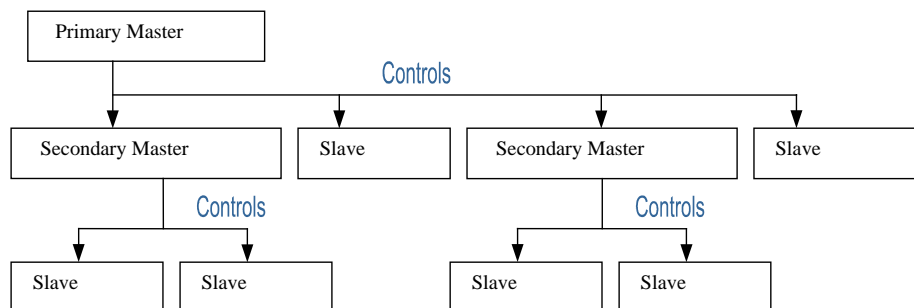 Primary Master
Controls
Secondary Master
Slave
Secondary Master
Slave
Controls
Controls
Slave
Slave
Slave
Slave